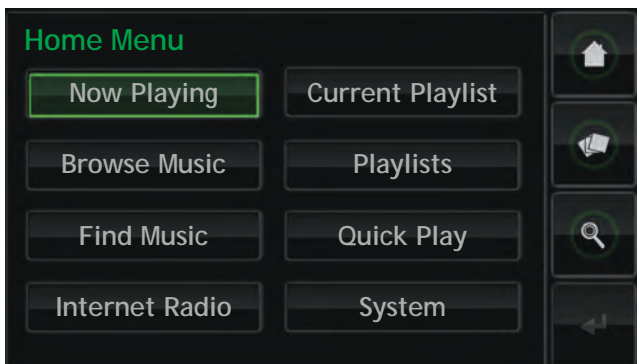 Home Menu
Now Playing
Current Playlist
Browse Music
Playlists
Find Music
Quick Play
Internet Radio
System